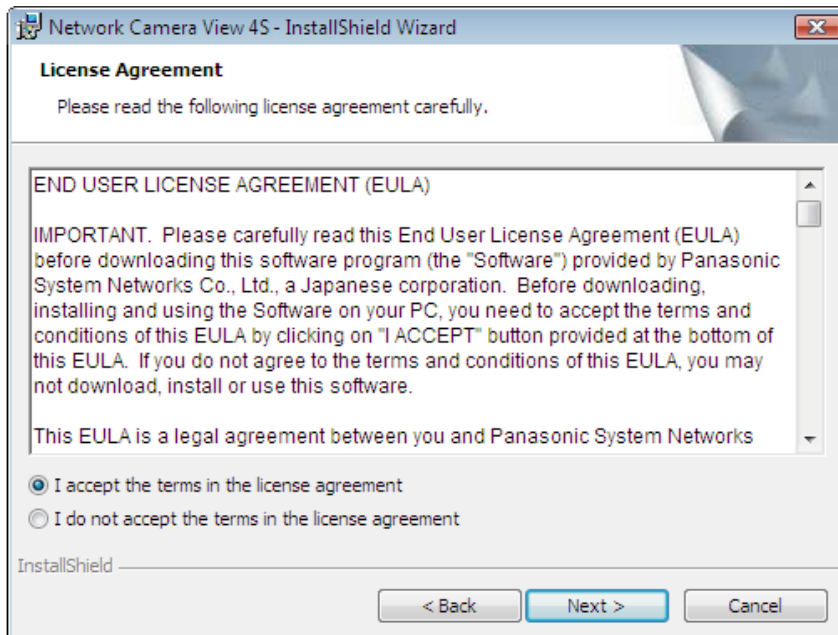 Network Camera View 4S - InstallShield Wizard
License Agreement
Please read the following license agreement carefully.
END USER LICENSE AGREEMENT (EULA)
IMPORTANT.  Please carefully read this End User License Agreement (EULA)
before downloading this software program (the "Software") provided by Panasonic
System Networks Co., Ltd., a Japanese corporation.  Before downloading,
installing and using the Software on your PC, you need to accept the terms and
conditions of this EULA by clicking on "I ACCEPT" button provided at the bottom of
this EULA.  If you do not agree to the terms and conditions of this EULA, you may
not download, install or use this software.
This EULA is a legal agreement between you and Panasonic System Networks
I accept the terms in the license agreement
I do not accept the terms in the license agreement
InstallShield
< Back
Next >
Cancel